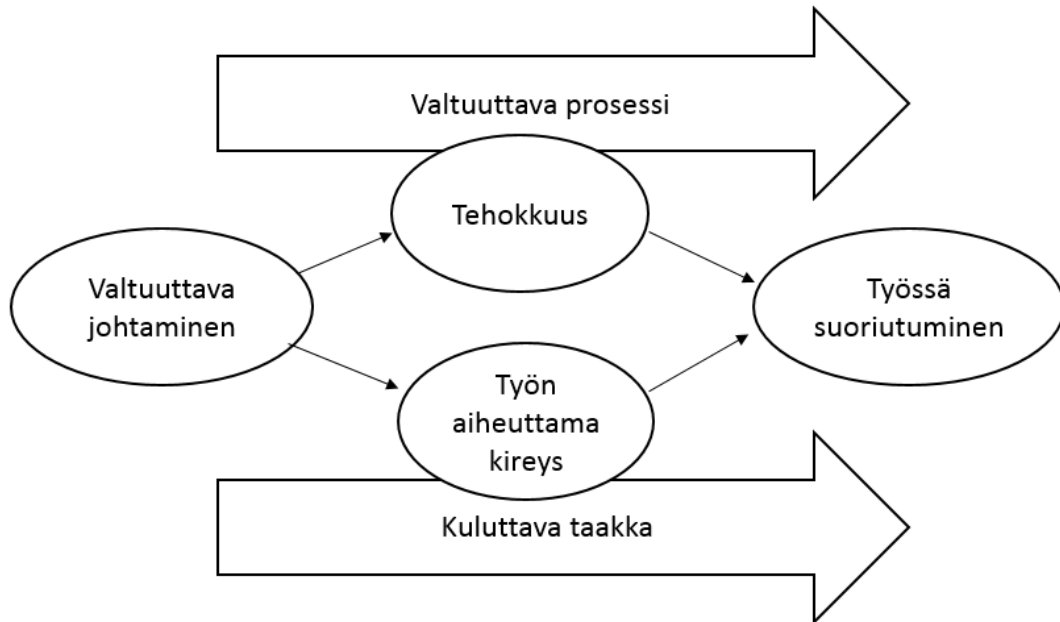 Valtuuttava prosessi
Tehokkuus
Valtuuttava
johtaminen
Työssä
suoriutuminen
Työn
aiheuttama
kireys
Kuluttava taakka